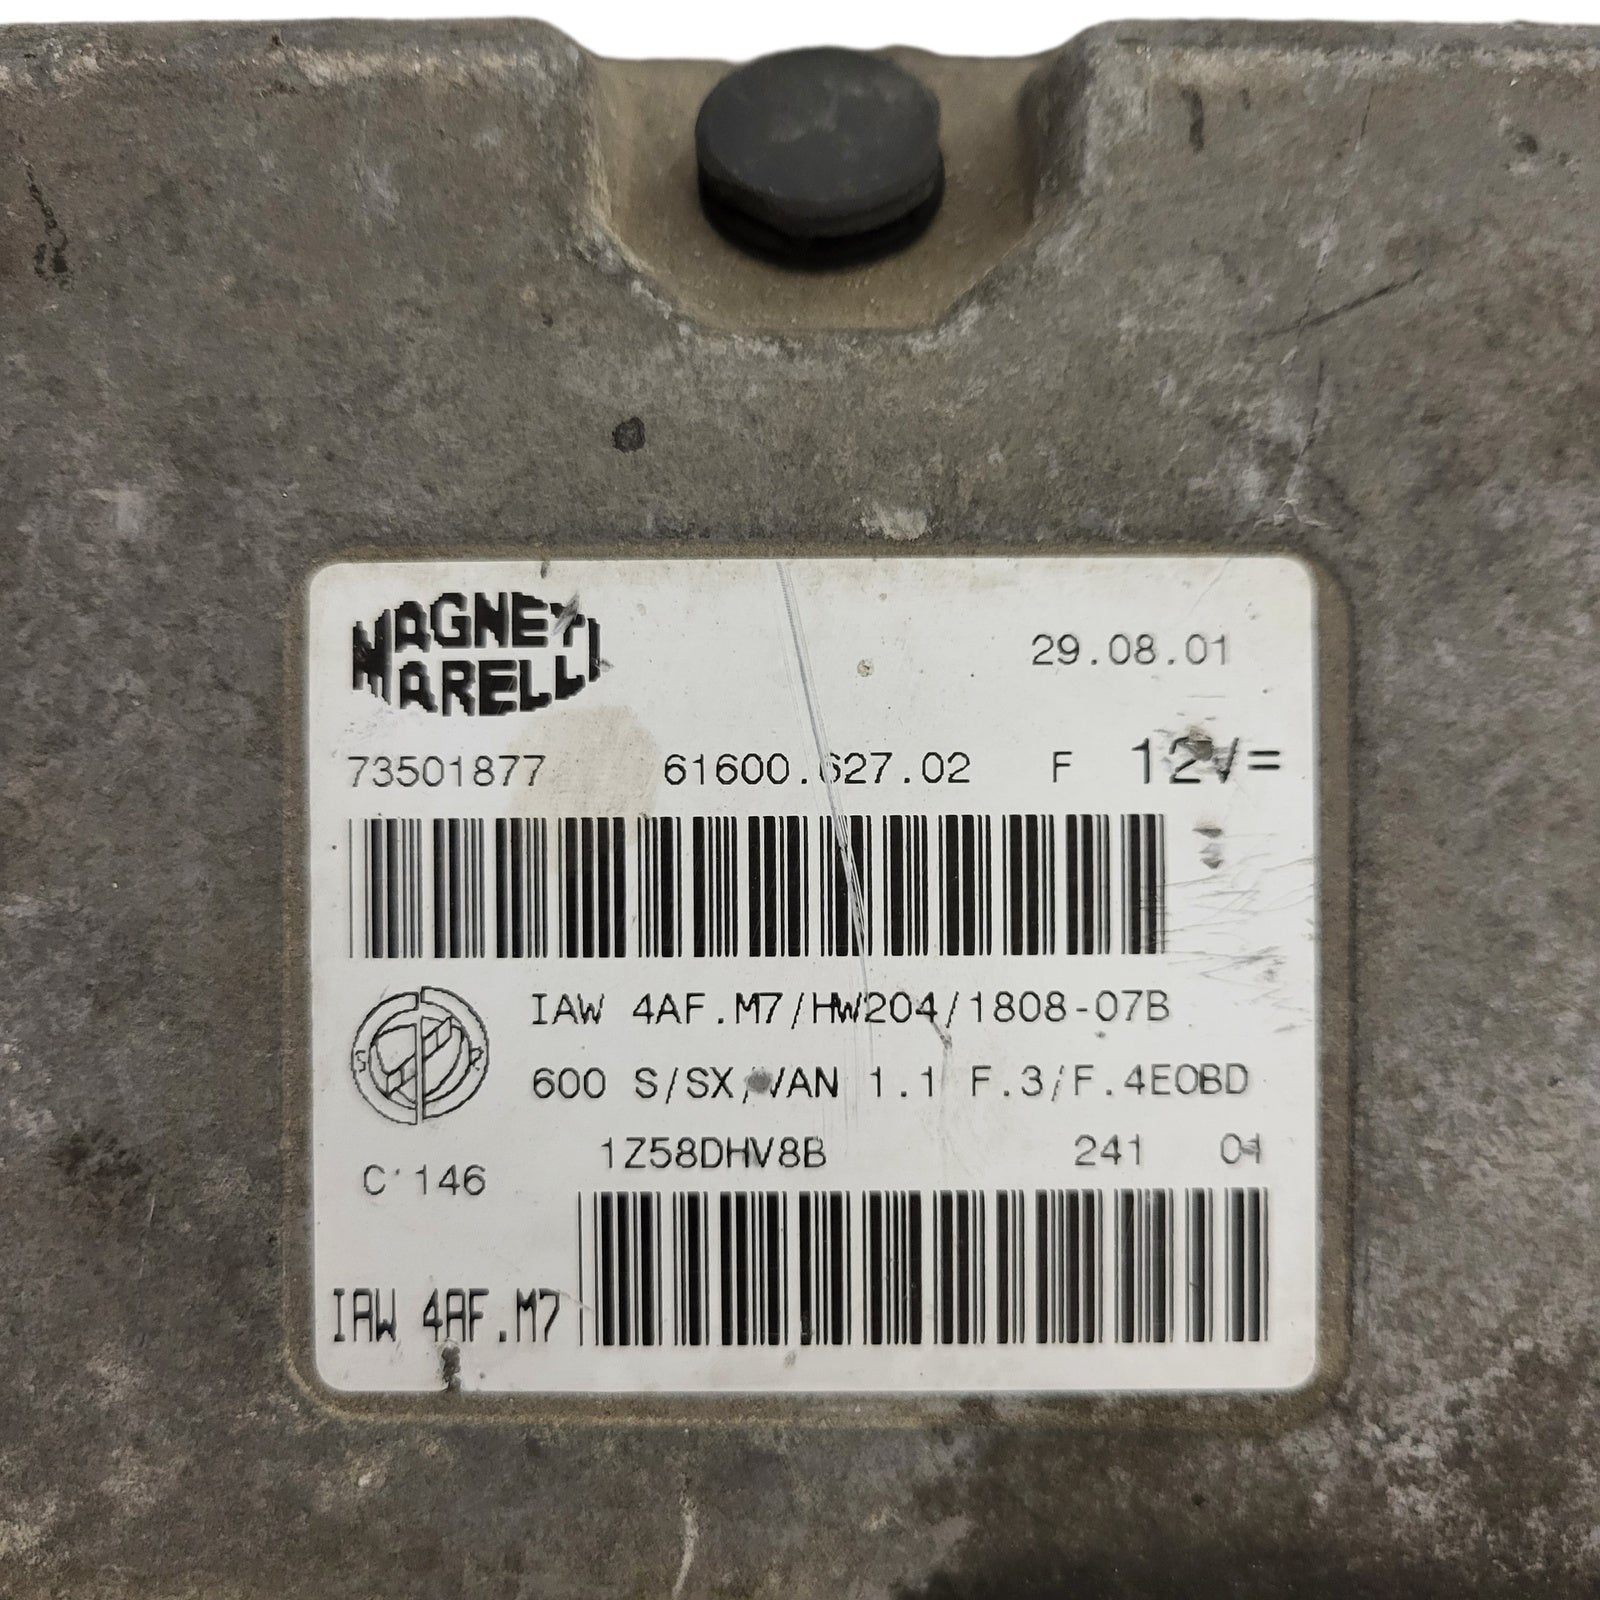 MAGNETI
MARELLI
29.08.01
73501877 61600.627.02 F 12V=
IAW 4AF.M7/HW204/1808-07B
S R
600 S/SX/VAN 1.1 F.3/F.4EOBD
1Z58DHV8B 241 01
C 146
IAW 4AF.M7